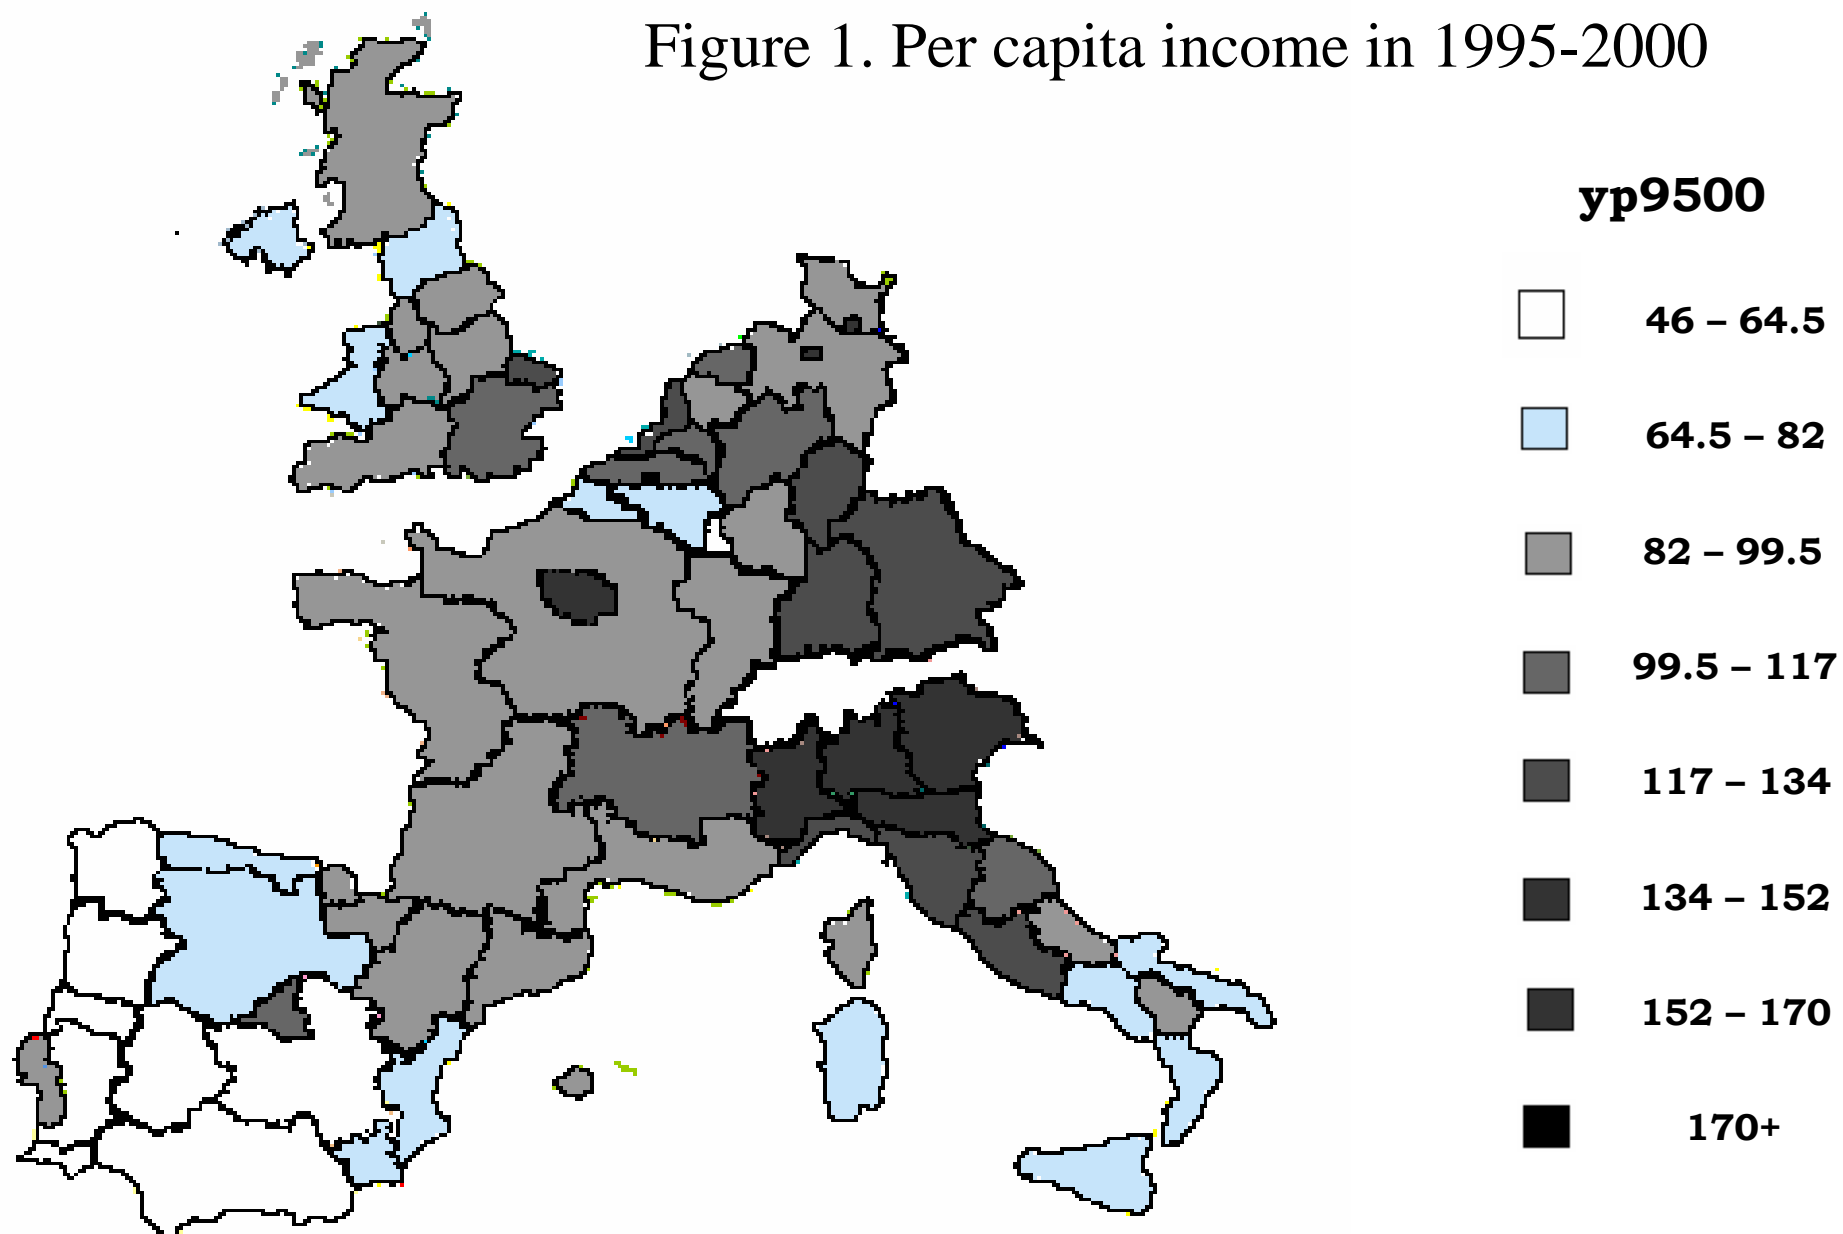 Figure 1. Per capita income in 1995-2000
yp9500
46 – 64.5
64.5 – 82
82 – 99.5
99.5 – 117
117 – 134
134 – 152
152 – 170
170+